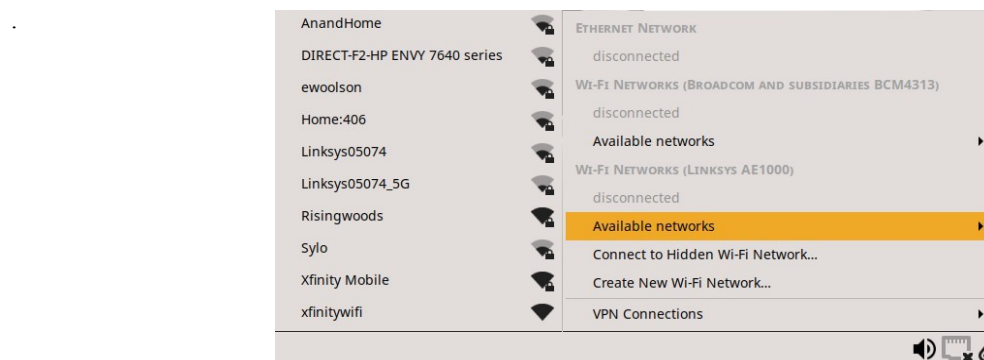 .
AnandHome
DIRECT-F2-HP ENVY 7640 series
ewoolson
Home:406
Linksys05074
Linksys05074_5G
Risingwoods
Sylo
Xfinity Mobile
xfinitywifi
Ethernet Network
disconnected
Wi-Fi Networks (Broadcom and subsidiaries BCM4313)
disconnected
Available networks
Wi-Fi Networks (Linksys AE1000)
disconnected
Available networks
Connect to Hidden Wi-Fi Network...
Create New Wi-Fi Network...
VPN Connections